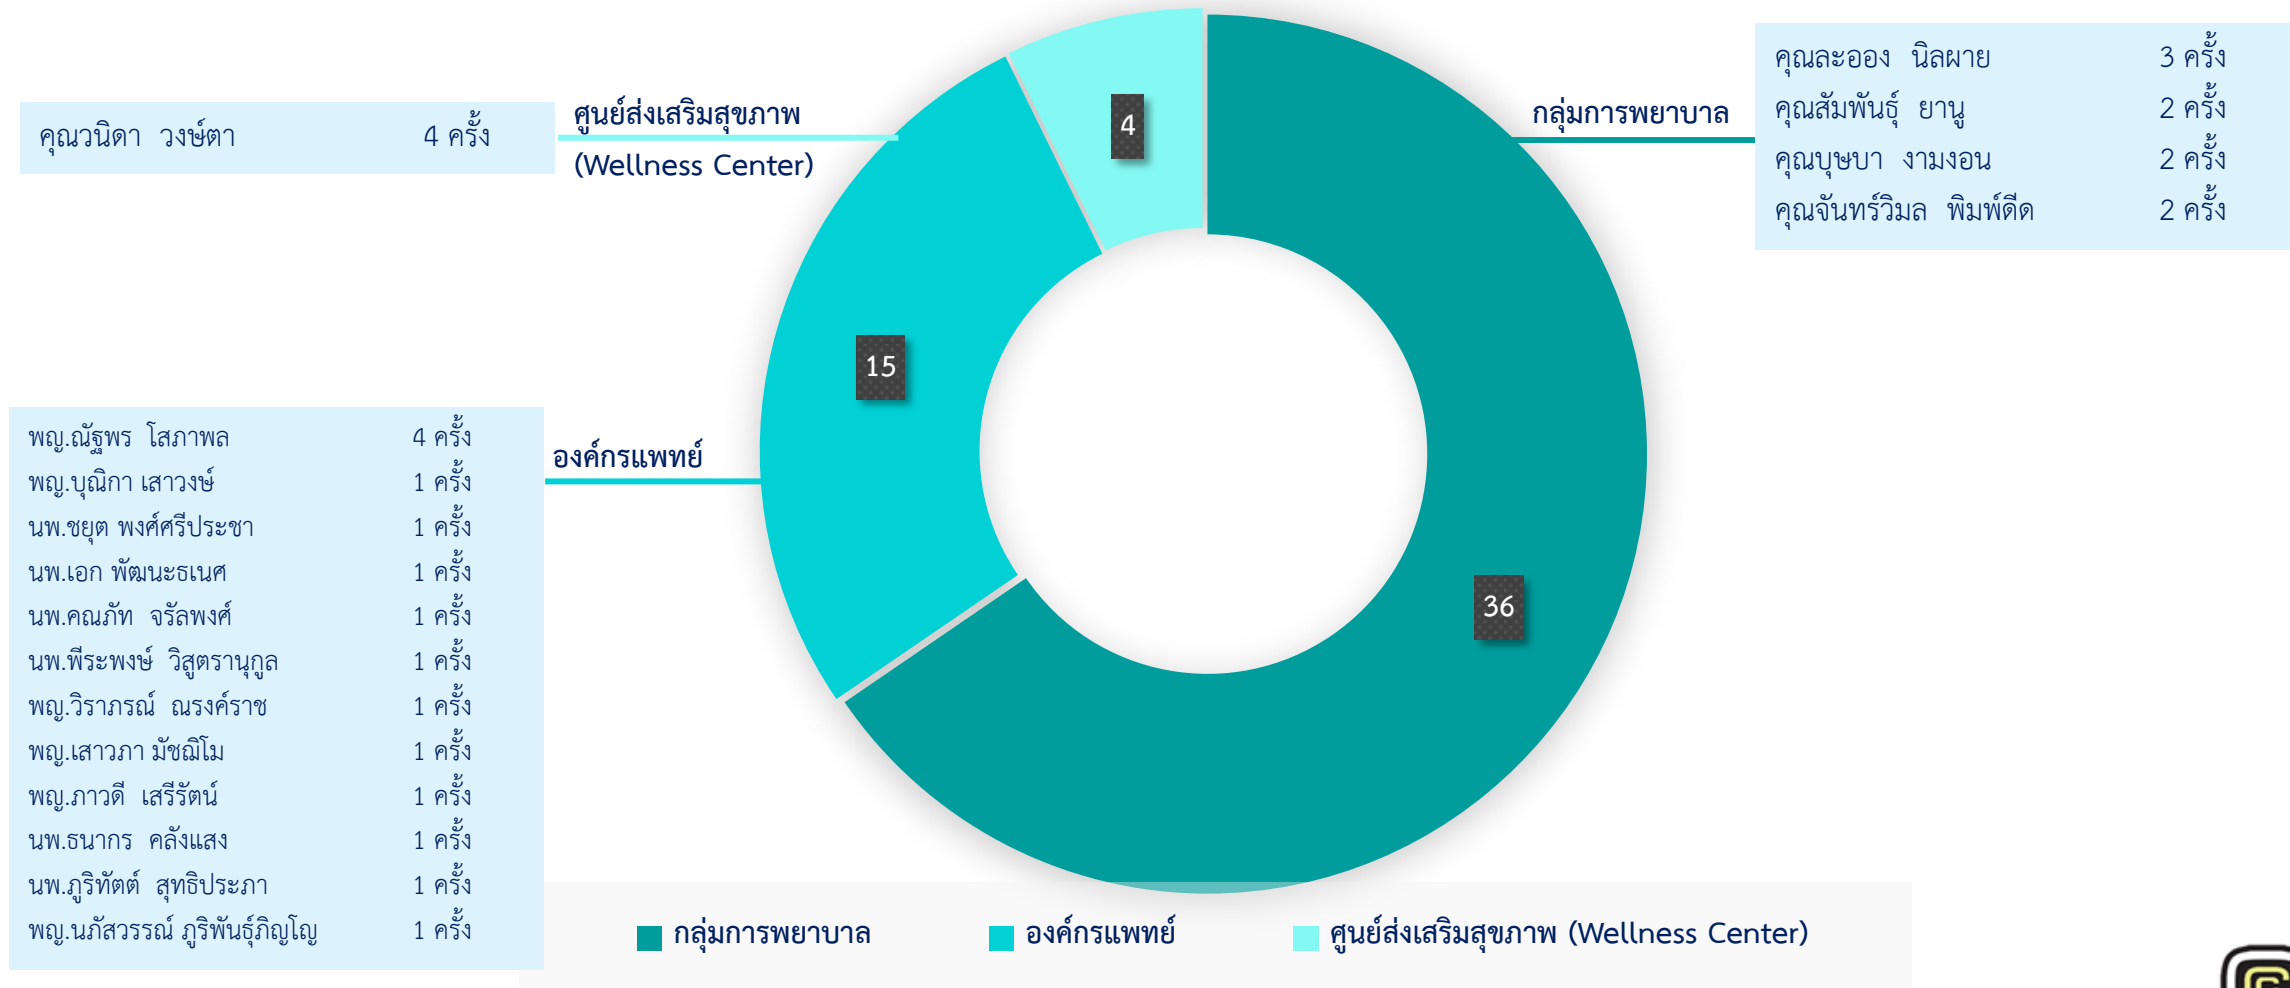 คุณวนิดา วงษ์ตา 4 ครั้ง
ศูนย์ส่งเสริมสุขภาพ
(Wellness Center)
4
กลุ่มการพยาบาล
คุณละออง นิลผาย 3 ครั้ง
คุณสัมพันธุ์ ยานู 2 ครั้ง
คุณบุษบา งามงอน 2 ครั้ง
คุณจันทร์วิมล พิมพ์ดีด 2 ครั้ง
15
36
องค์กรแพทย์
พญ.ณัฐพร โสภาพล 4 ครั้ง
พญ.บุณิกา เสาวงษ์ 1 ครั้ง
นพ.ชยุต พงศ์ศรีประชา 1 ครั้ง
นพ.เอก พัฒนะธเนศ 1 ครั้ง
นพ.คณภัท จรัลพงศ์ 1 ครั้ง
นพ.พีระพงษ์ วิสูตรานุกูล 1 ครั้ง
พญ.วิราภรณ์ ณรงค์ราช 1 ครั้ง
พญ.เสาวภา มัชฌิโม 1 ครั้ง
พญ.ภาวดี เสรีรัตน์ 1 ครั้ง
นพ.ธนากร คลังแสง 1 ครั้ง
นพ.ภูริทัตต์ สุทธิประภา 1 ครั้ง
พญ.นภัสวรรณ์ ภูริพันธุ์ภิญโญ 1 ครั้ง
กลุ่มการพยาบาล องค์กรแพทย์ ศูนย์ส่งเสริมสุขภาพ (Wellness Center)